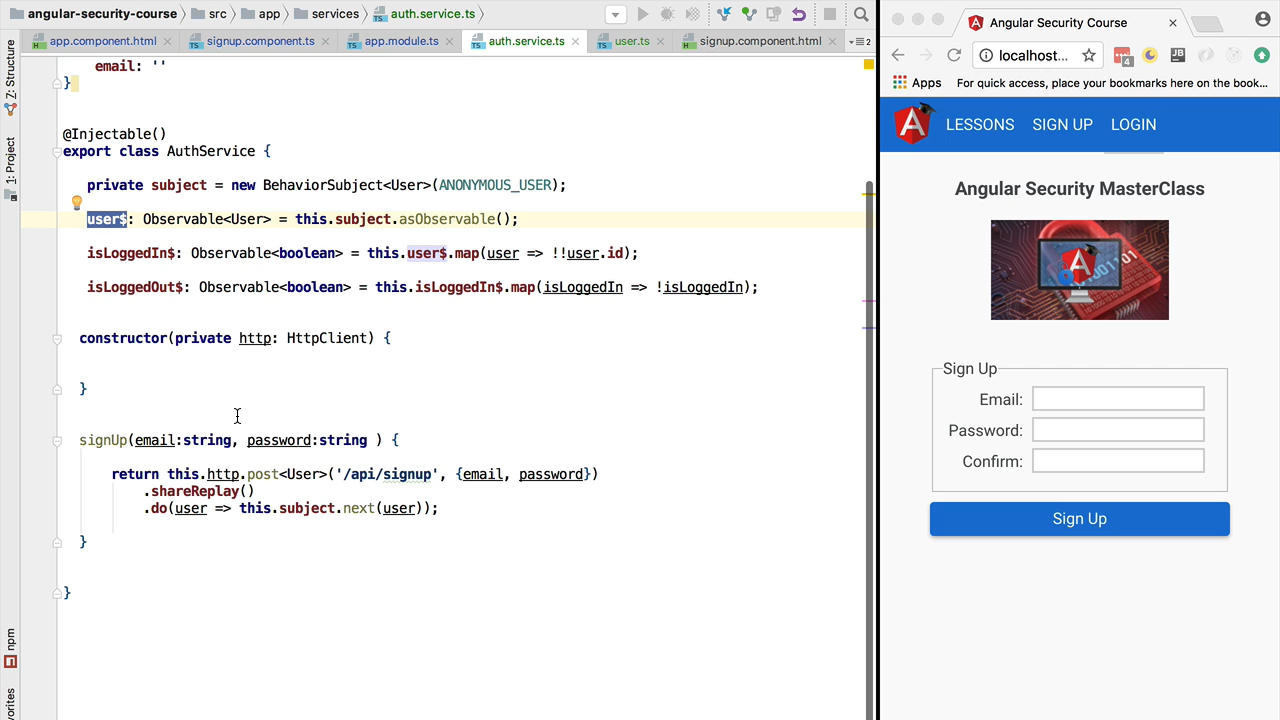 angular-security-course src app services auth.service.ts
app.component.html signup.component.ts app.module.ts auth.service.ts user.ts signup.component.html 2
Z: Structure
1: Project
npm
email: ''
}
@Injectable()
export class AuthService {
private subject = new BehaviorSubject<User>(ANONYMOUS_USER);
user$: Observable<User> = this.subject.asObservable();
isLoggedIn$: Observable<boolean> = this.user$.map(user => !!user.id);
isLoggedOut$: Observable<boolean> = this.isLoggedIn$.map(isLoggedIn => !isLoggedIn);
constructor(private http: HttpClient) {
}
signUp(email:string, password:string ) {
return this.http.post<User>('/api/signup', {email, password})
.shareReplay()
.do(user => this.subject.next(user));
}
}
Angular Security Course
localhost...
4
JB
Apps For quick access, place your bookmarks here on the book...
LESSONS SIGN UP LOGIN
Angular Security MasterClass
Sign Up
Email:
Password:
Confirm:
Sign Up